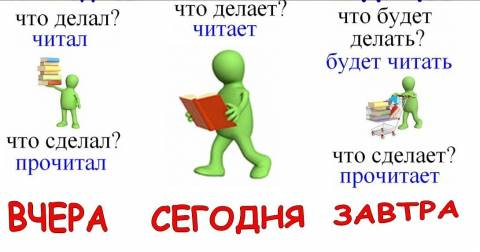 что делал?
читал
что сделал?
прочитал
ВЧЕРА
что делает?
читает
СЕГОДНЯ
что будет
делать?
будет читать
что сделает?
прочитает
ЗАВТРА